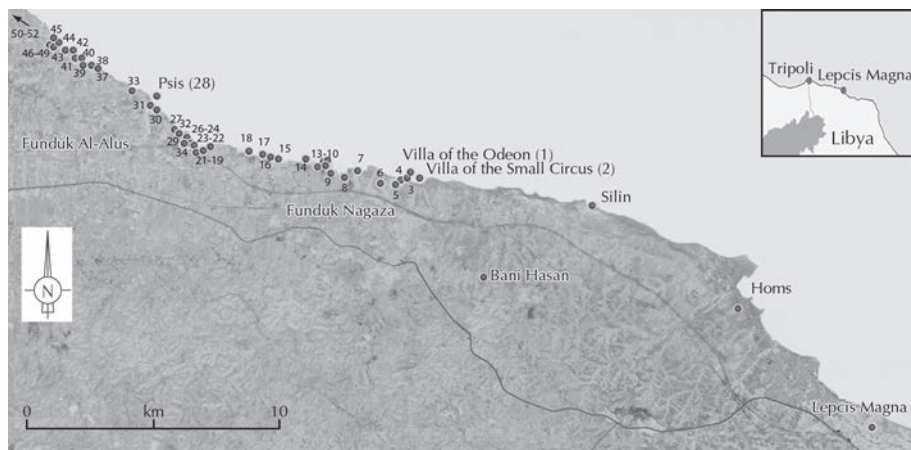 50-52
45
44
42
46-49
43
40
41
38
39
37
33
Psis (28)
31
30
27
32
26-24
29
23-22
34
21-19
18
17
16
15
14
13-10
9
8
7
6
5
4
3
Villa of the Odeon (1)
Villa of the Small Circus (2)
Funduk Al-Alus
Funduk Nagaza
Silin
Bani Hasan
Homs
Lepcis Magna
N
0 km 10
Tripoli
Lepcis Magna
Libya